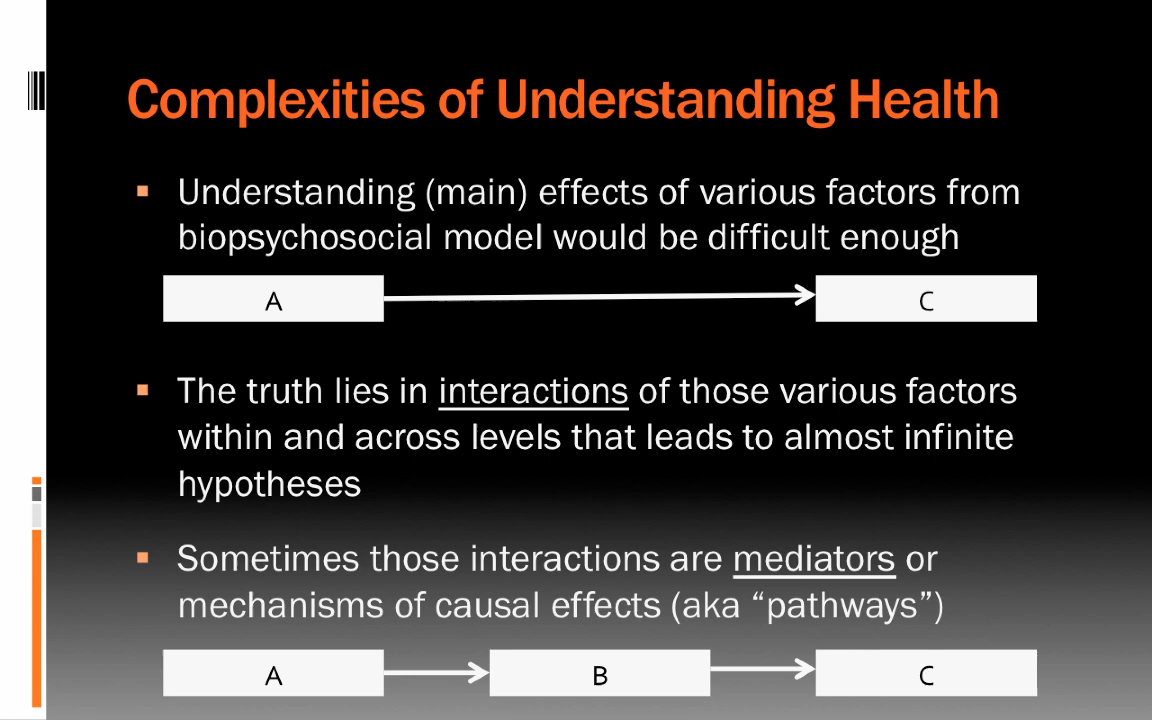 Complexities of Understanding Health
▪ Understanding (main) effects of various factors from
biopsychosocial model would be difficult enough
A C
▪ The truth lies in interactions of those various factors
within and across levels that leads to almost infinite
hypotheses
▪ Sometimes those interactions are mediators or
mechanisms of causal effects (aka “pathways”)
A B C